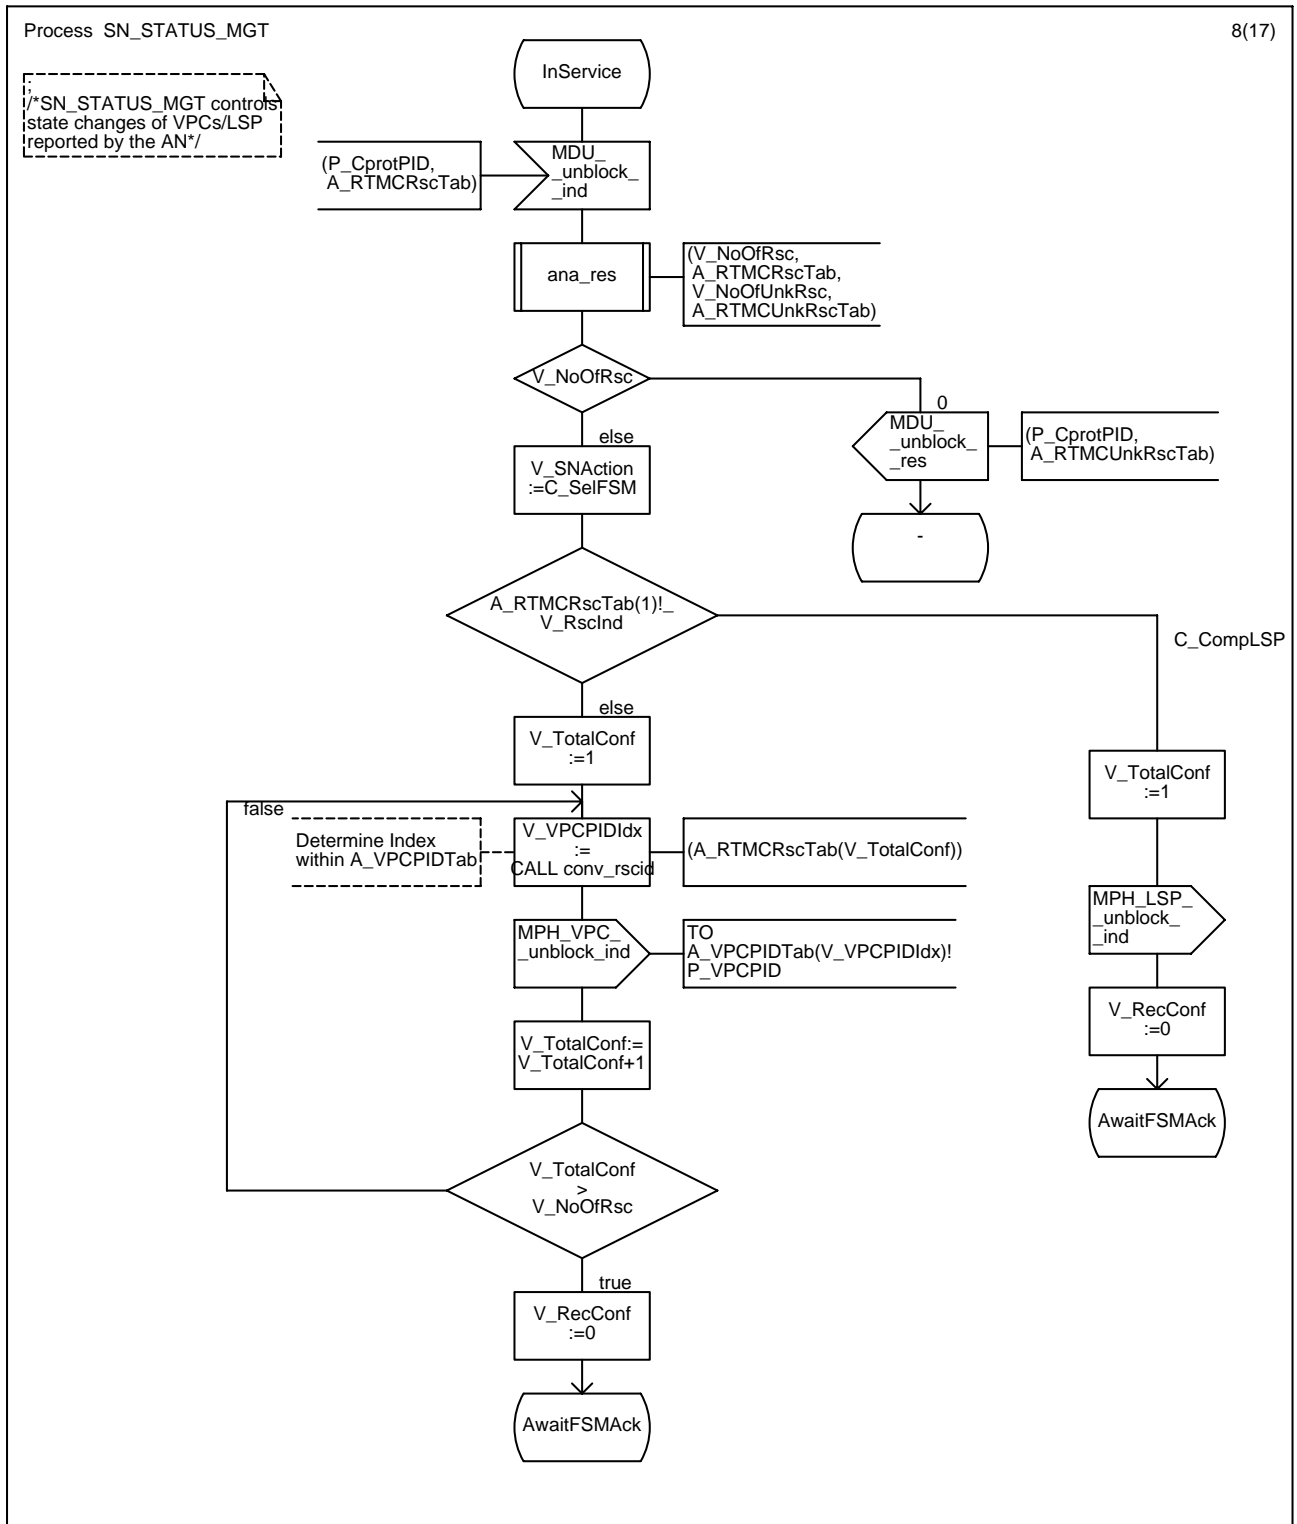 Process SN_STATUS_MGT
8(17)
;
/*SN_STATUS_MGT controls
state changes of VPCs/LSP
reported by the AN*/
InService
(P_CprotPID,
A_RTMCRscTab)
MDU_
_unblock_
_ind
ana_res
(V_NoOfRsc,
A_RTMCRscTab,
V_NoOfUnkRsc,
A_RTMCUnkRscTab)
V_NoOfRsc
0
else
MDU_
_unblock_
_res
(P_CprotPID,
A_RTMCUnkRscTab)
-
V_SNAction
:=C_SelFSM
A_RTMCRscTab(1)!_
V_RscInd
C_CompLSP
else
V_TotalConf
:=1
V_TotalConf
:=1
false
Determine Index
within A_VPCPIDTab
V_VPCPIDIdx
:=
CALL conv_rscid
(A_RTMCRscTab(V_TotalConf))
MPH_VPC_
_unblock_ind
TO
A_VPCPIDTab(V_VPCPIDIdx)!
P_VPCPID
MPH_LSP_
_unblock_
_ind
V_RecConf
:=0
V_TotalConf:=
V_TotalConf+1
AwaitFSMAck
V_TotalConf
>
V_NoOfRsc
true
V_RecConf
:=0
AwaitFSMAck